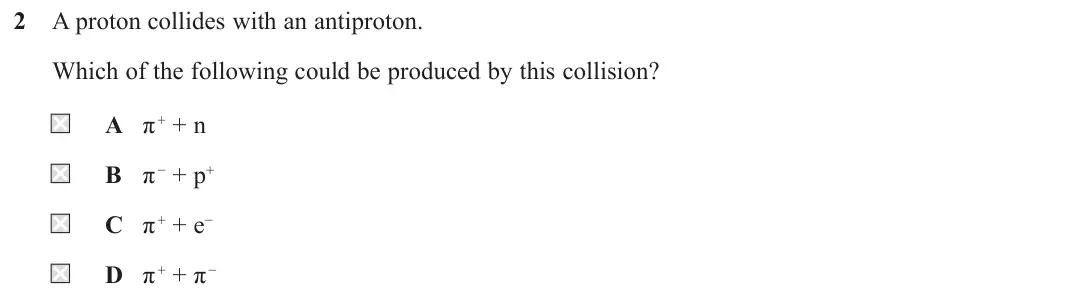 2 A proton collides with an antiproton.
Which of the following could be produced by this collision?
A π⁺ + n
B π⁻ + p⁺
C π⁺ + e⁻
D π⁺ + π⁻